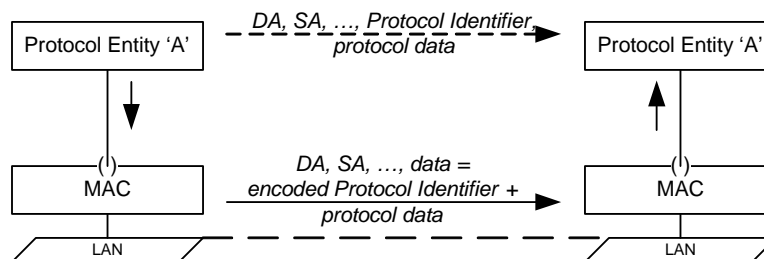 DA, SA, …, Protocol Identifier,
protocol data
Protocol Entity ‘A’
Protocol Entity ‘A’
( )
( )
DA, SA, …, data =
encoded Protocol Identifier +
protocol data
MAC
MAC
LAN
LAN